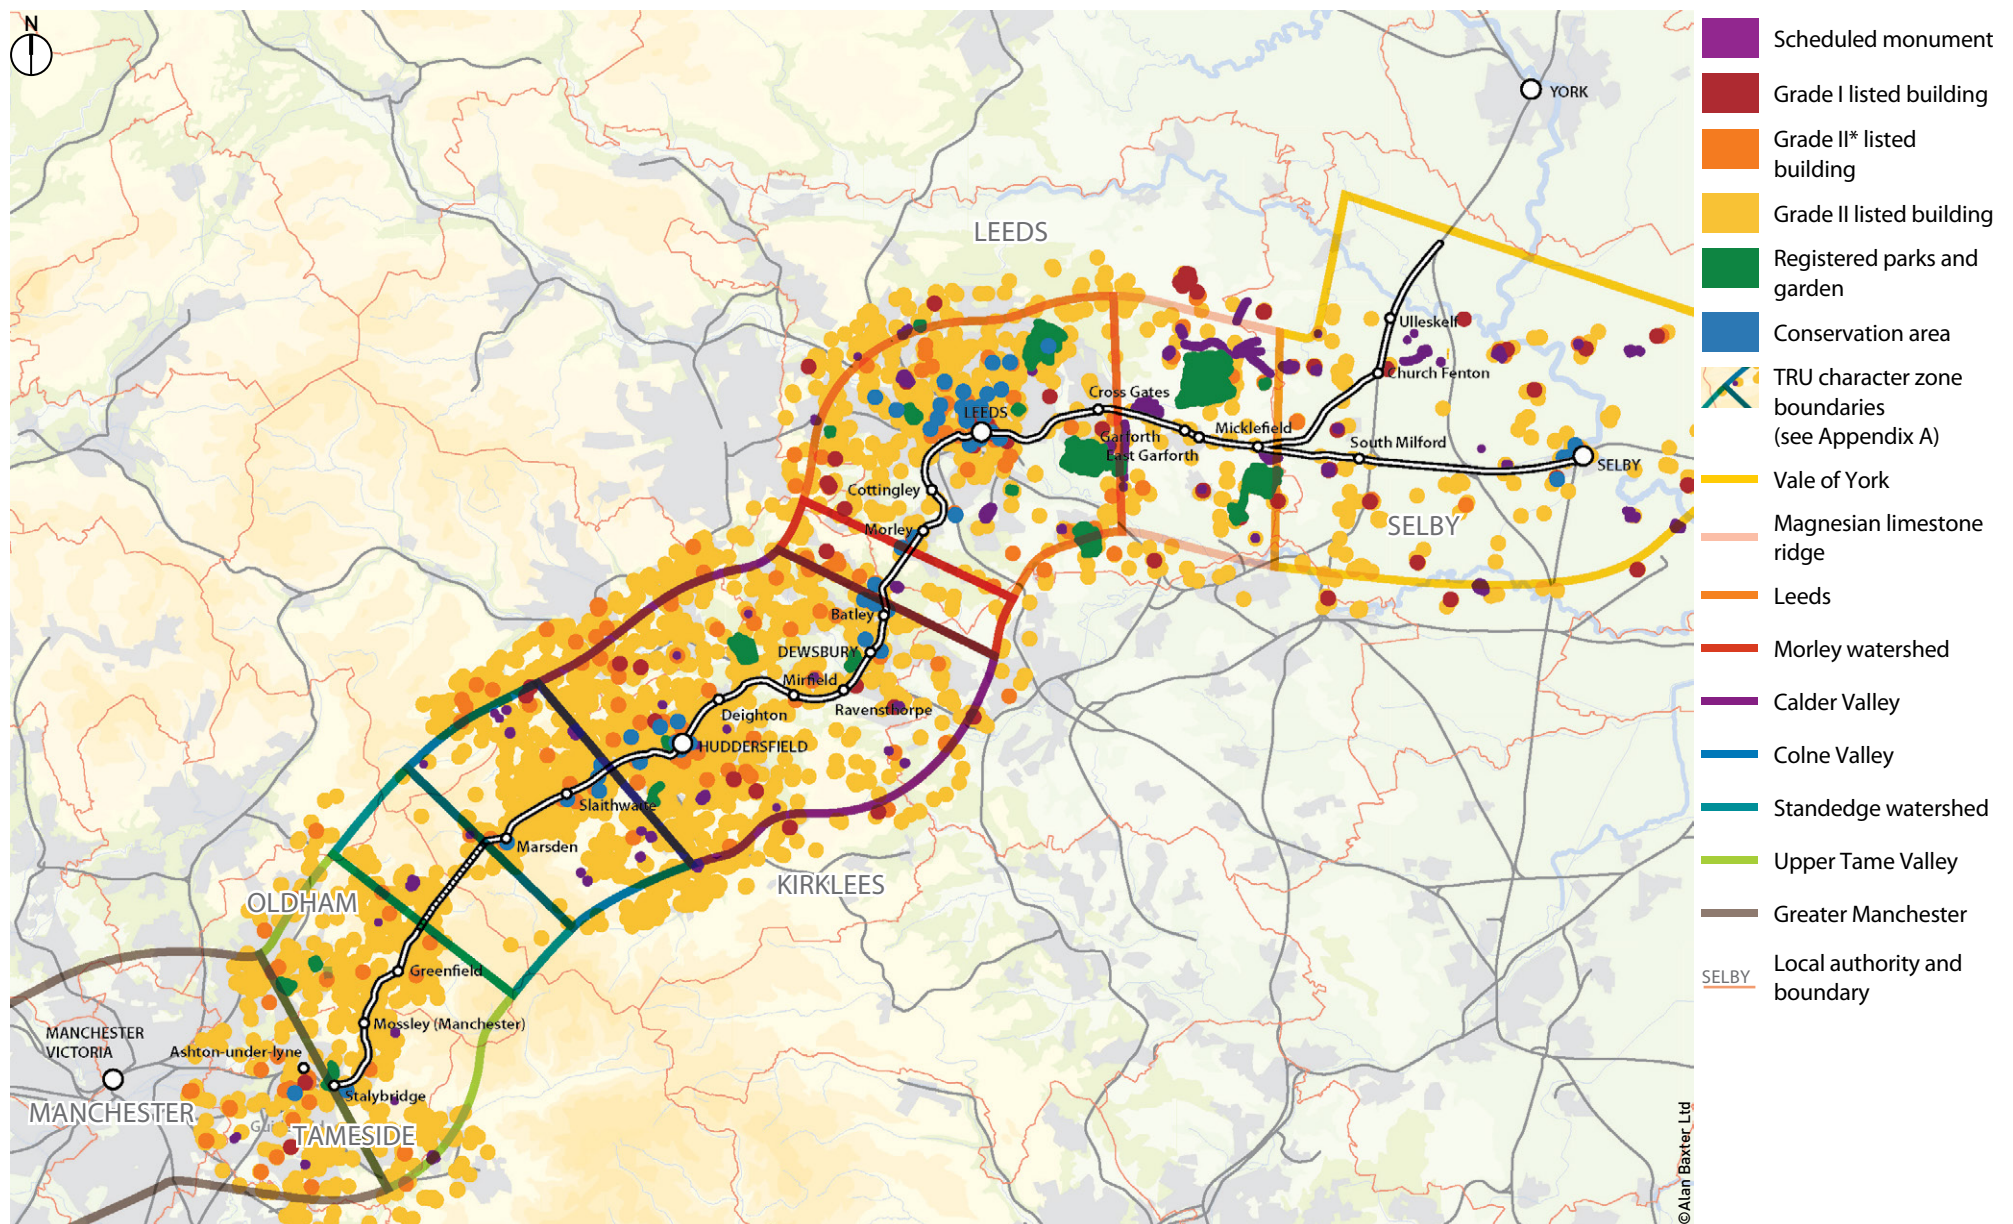 N
YORK
LEEDS
Ulleskelf
Church Fenton
Cross Gates
LEEDS
Garforth
Micklefield
East Garforth
South Milford
SELBY
Cottingley
Morley
SELBY
Batley
DEWSBURY
Mirfield
Ravensthorpe
Deighton
HUDDERSFIELD
Slaithwaite
Marsden
KIRKLEES
OLDHAM
Greenfield
Mossley (Manchester)
MANCHESTER
VICTORIA
Ashton-under-lyne
Stalybridge
MANCHESTER
TAMESIDE
©Alan Baxter Ltd
Scheduled monument
Grade I listed building
Grade II* listed
building
Grade II listed building
Registered parks and
garden
Conservation area
TRU character zone
boundaries
(see Appendix A)
Vale of York
Magnesian limestone
ridge
Leeds
Morley watershed
Calder Valley
Colne Valley
Standedge watershed
Upper Tame Valley
Greater Manchester
SELBY
Local authority and
boundary